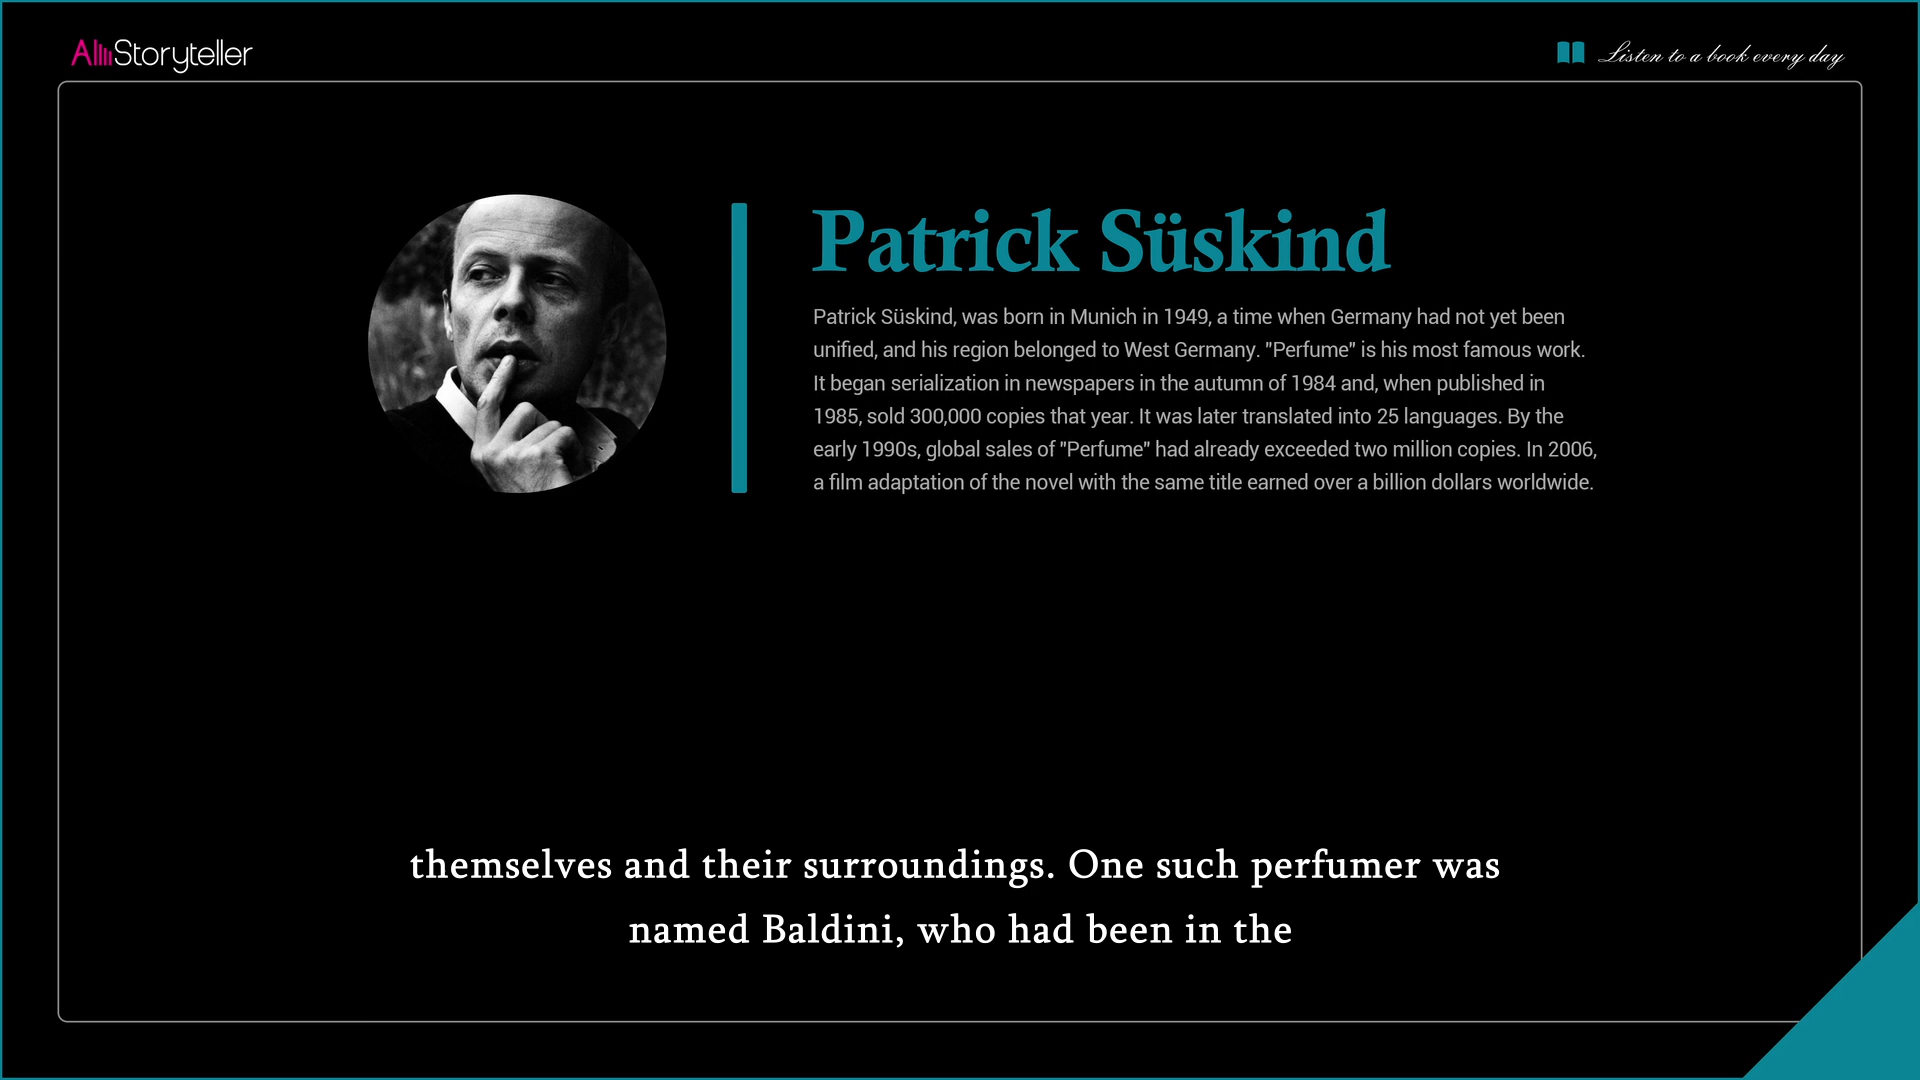 AllStoryteller
Listen to a book every day
Patrick Süskind
Patrick Süskind, was born in Munich in 1949, a time when Germany had not yet been
unified, and his region belonged to West Germany. "Perfume" is his most famous work.
It began serialization in newspapers in the autumn of 1984 and, when published in
1985, sold 300,000 copies that year. It was later translated into 25 languages. By the
early 1990s, global sales of "Perfume" had already exceeded two million copies. In 2006,
a film adaptation of the novel with the same title earned over a billion dollars worldwide.
themselves and their surroundings. One such perfumer was
named Baldini, who had been in the